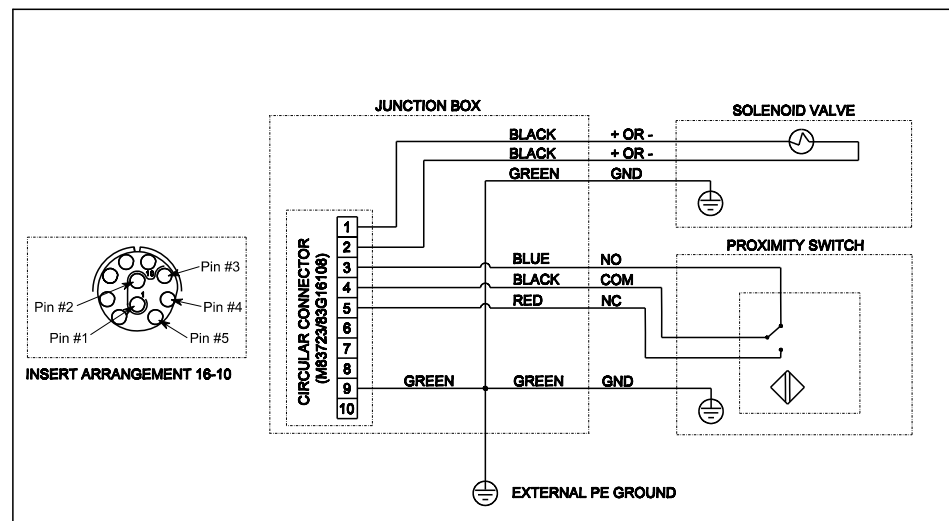 JUNCTION BOX
SOLENOID VALVE
BLACK + OR -
BLACK + OR -
GREEN GND
PROXIMITY SWITCH
CIRCULAR CONNECTOR
(M83723/83G16108)
1
2
3
4
5
6
7
8
9
10
BLUE NO
BLACK COM
RED NC
GREEN GREEN GND
Pin #3
Pin #2
Pin #4
Pin #1
Pin #5
10
1
INSERT ARRANGEMENT 16-10
EXTERNAL PE GROUND